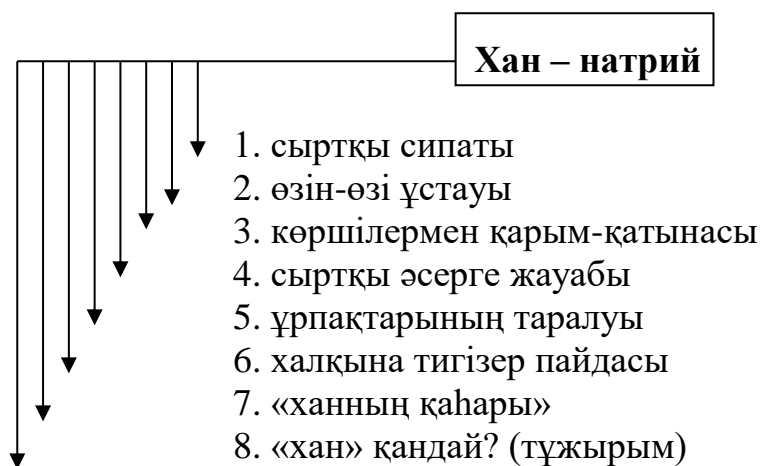 Хан – натрий
1. сыртқы сипаты
2. өзін-өзі ұстауы
3. көршілермен қарым-қатынасы
4. сыртқы әсерге жауабы
5. ұрпақтарының таралуы
6. халқына тигізер пайдасы
7. «ханның қаһары»
8. «хан» қандай? (тұжырым)